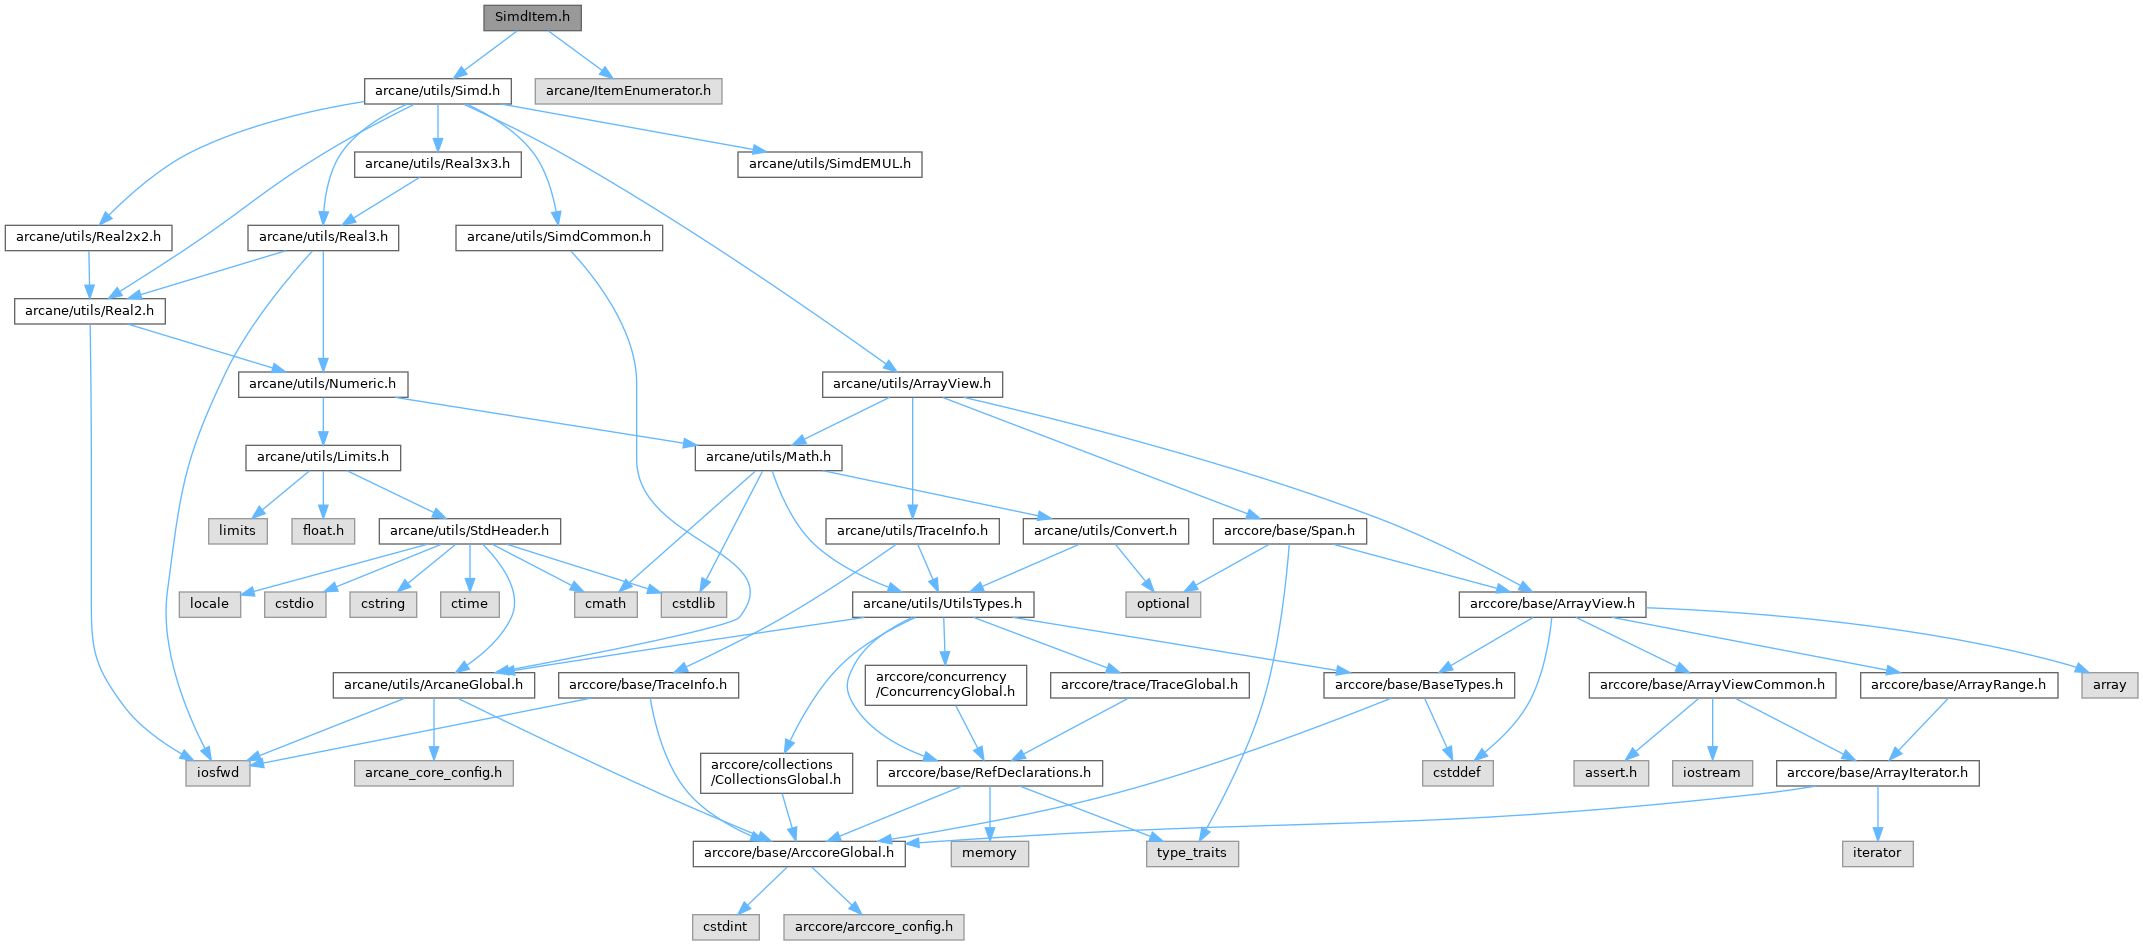 SimdItem.h
arcane/utils/Simd.h
arcane/ItemEnumerator.h
arcane/utils/Real3x3.h
arcane/utils/SimdEMUL.h
arcane/utils/Real2x2.h
arcane/utils/Real3.h
arcane/utils/SimdCommon.h
arcane/utils/Real2.h
arcane/utils/Numeric.h
arcane/utils/ArrayView.h
arcane/utils/Limits.h
arcane/utils/Math.h
limits
float.h
arcane/utils/StdHeader.h
arcane/utils/TraceInfo.h
arcane/utils/Convert.h
arccore/base/Span.h
locale
cstdio
cstring
ctime
cmath
cstdlib
arcane/utils/UtilsTypes.h
optional
arccore/base/ArrayView.h
arcane/utils/ArcaneGlobal.h
arccore/base/TraceInfo.h
arccore/concurrency
/ConcurrencyGlobal.h
arccore/trace/TraceGlobal.h
arccore/base/BaseTypes.h
arccore/base/ArrayViewCommon.h
arccore/base/ArrayRange.h
array
iosfwd
arcane_core_config.h
arccore/collections
/CollectionsGlobal.h
arccore/base/RefDeclarations.h
cstddef
assert.h
iostream
arccore/base/ArrayIterator.h
arccore/base/ArccoreGlobal.h
memory
type_traits
iterator
cstdint
arccore/arccore_config.h